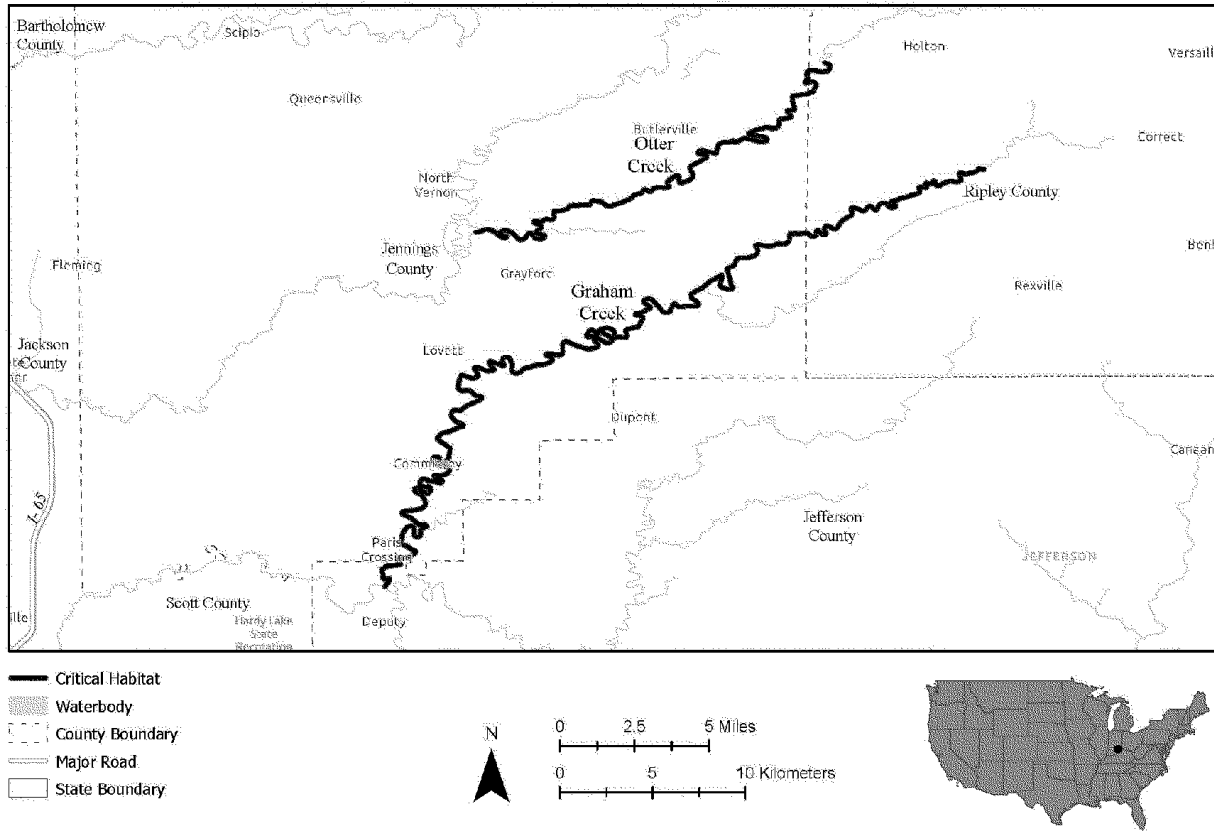 Bartholomew
County
Scipio
Holton
Versaill
Queensville
Butlerville
Otter
Creek
Correct
North
Vernon
Ripley County
Jennings
County
Fleming
Grayford
Graham
Creek
Rexville
Jackson
County
Lovett
Dupont
Commiskey
Canaan
I-65
Jefferson
County
Paris
Crossing
JEFFERSON
Scott County
ille
Hardy Lake
State
Recreation
Deputy
Critical Habitat
Waterbody
County Boundary
Major Road
State Boundary
N
0 2.5 5 Miles
0 5 10 Kilometers